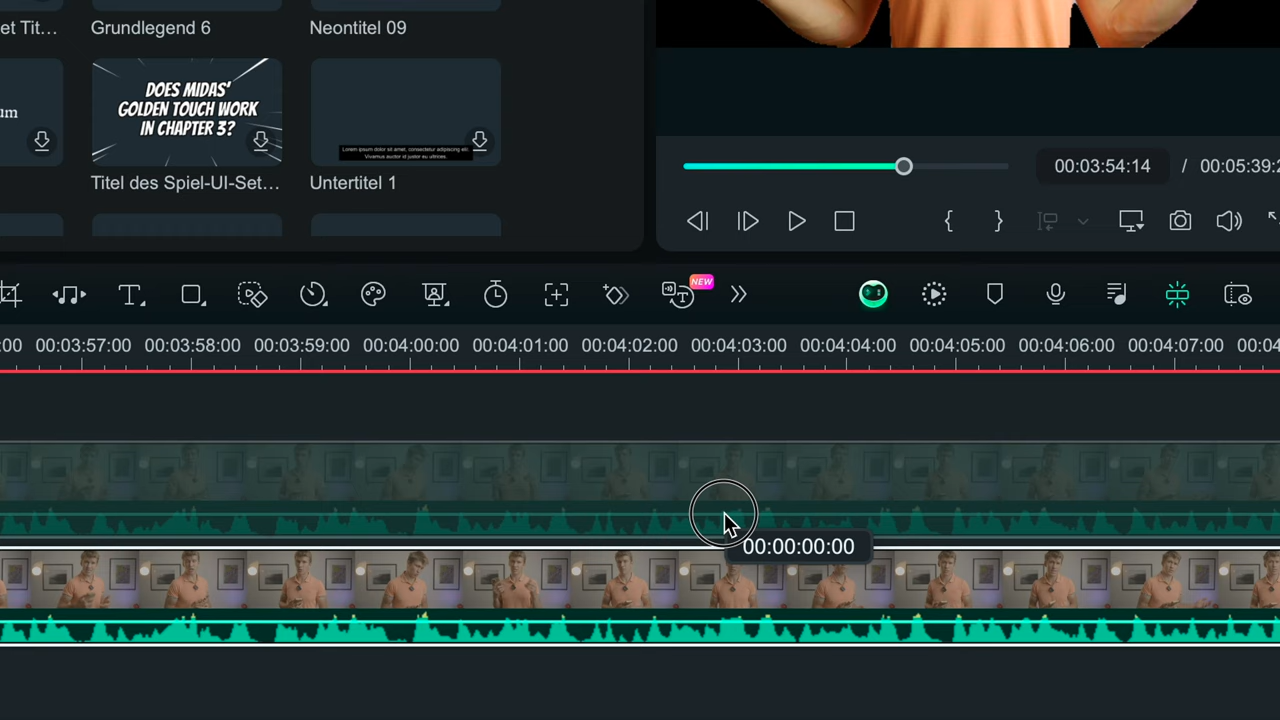 et Tit...
Grundlegend 6
Neontitel 09
um
DOES MIDAS'
GOLDEN TOUCH WORK
IN CHAPTER 3?
Lorem ipsum dolor sit amet, consectetur adipiscing elit.
Vivamus auctor id justo eu ultrices.
Titel des Spiel-UI-Set...
Untertitel 1
00:03:54:14 / 00:05:39:2
NEW
:00 00:03:57:00 00:03:58:00 00:03:59:00 00:04:00:00 00:04:01:00 00:04:02:00 00:04:03:00 00:04:04:00 00:04:05:00 00:04:06:00 00:04:07:00 00:04
00:00:00:00